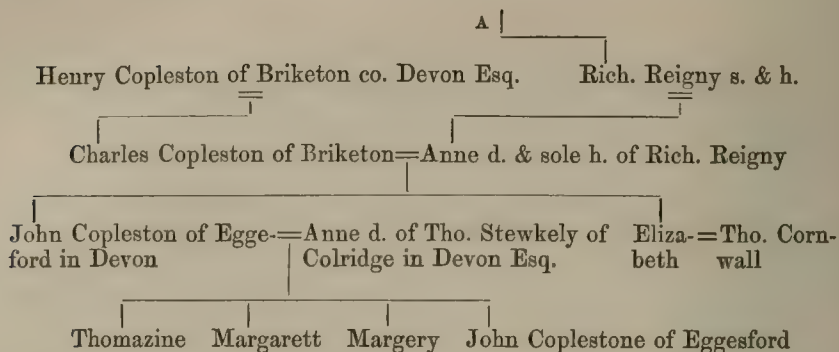 A
Henry Copleston of Briketon co. Devon Esq. Rich. Reigny s. & h.
Charles Copleston of Briketon=Anne d. & sole h. of Rich. Reigny
John Copleston of Egge-=Anne d. of Tho. Stewkely of Eliza-=Tho. Corn-
ford in Devon Colridge in Devon Esq. beth wall
Thomazine Margarett Margery John Coplestone of Eggesford